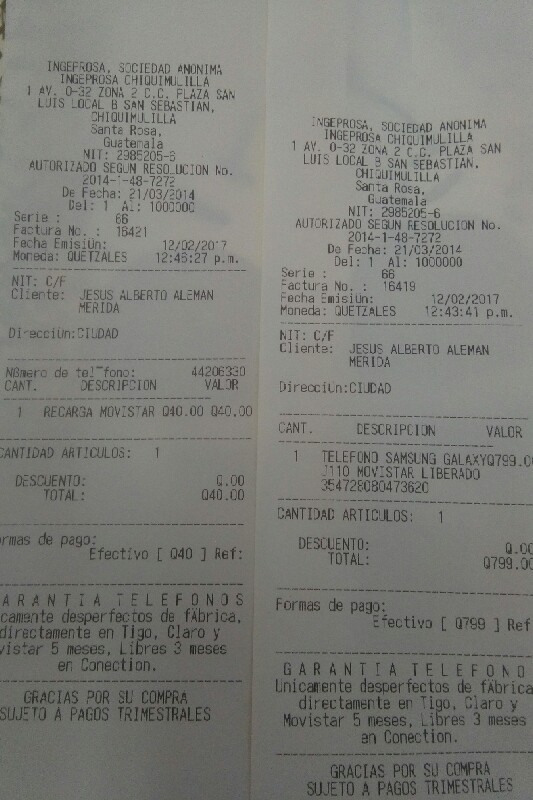 INGEPROSA, SOCIEDAD ANONIMA
INGEPROSA CHIQUIMULILLA
1 AV. 0-32 ZONA 2 C.C. PLAZA SAN
LUIS LOCAL B SAN SEBASTIAN,
CHIQUIMULILLA
Santa Rosa,
Guatemala
NIT: 2985205-6
AUTORIZADO SEGUN RESOLUCION No.
2014-1-48-7272
De Fecha: 21/03/2014
Del: 1 Al: 1000000
Serie : 66
Factura No. : 16421
Fecha EmisiUn: 12/02/2017
Moneda: QUETZALES 12:46:27 p.m.
NIT: C/F
Cliente: JESUS ALBERTO ALEMAN
MERIDA
DirecciUn:CIUDAD
Número de teléfono: 44206330
CANT. DESCRIPCION VALOR
1 RECARGA MOVISTAR Q40.00 Q40.00
CANTIDAD ARTICULOS: 1
DESCUENTO: Q.00
TOTAL: Q40.00
ormas de pago:
Efectivo [ Q40 ] Ref:
A R A N T I A T E L E F O N O S
icamente desperfectos de fábrica,
directamente en Tigo, Claro y
vistar 5 meses, Libres 3 meses
en Conection.
GRACIAS POR SU COMPRA
SUJETO A PAGOS TRIMESTRALES
INGEPROSA, SOCIEDAD ANONIMA
INGEPROSA CHIQUIMULILLA
1 AV. 0-32 ZONA 2 C.C. PLAZA SAN
LUIS LOCAL B SAN SEBASTIAN,
CHIQUIMULILLA
Santa Rosa,
Guatemala
NIT: 2985205-6
AUTORIZADO SEGUN RESOLUCION No.
2014-1-48-7272
De Fecha: 21/03/2014
Del: 1 Al: 1000000
Serie : 66
Factura No. : 16419
Fecha EmisiUn: 12/02/2017
Moneda: QUETZALES 12:43:41 p.m.
NIT: C/F
Cliente: JESUS ALBERTO ALEMAN
MERIDA
DirecciUn:CIUDAD
CANT. DESCRIPCION VALOR
1 TELEFONO SAMSUNG GALAXYQ799.00
J110 MOVISTAR LIBERADO
354728080473620
CANTIDAD ARTICULOS: 1
DESCUENTO: Q.00
TOTAL: Q799.00
Formas de pago:
Efectivo [ Q799 ] Ref
G A R A N T I A T E L E F O N O
Unicamente desperfectos de fábrica
directamente en Tigo, Claro y
Movistar 5 meses, Libres 3 meses
en Conection.
GRACIAS POR SU COMPRA
SUJETO A PAGOS TRIMESTRALES